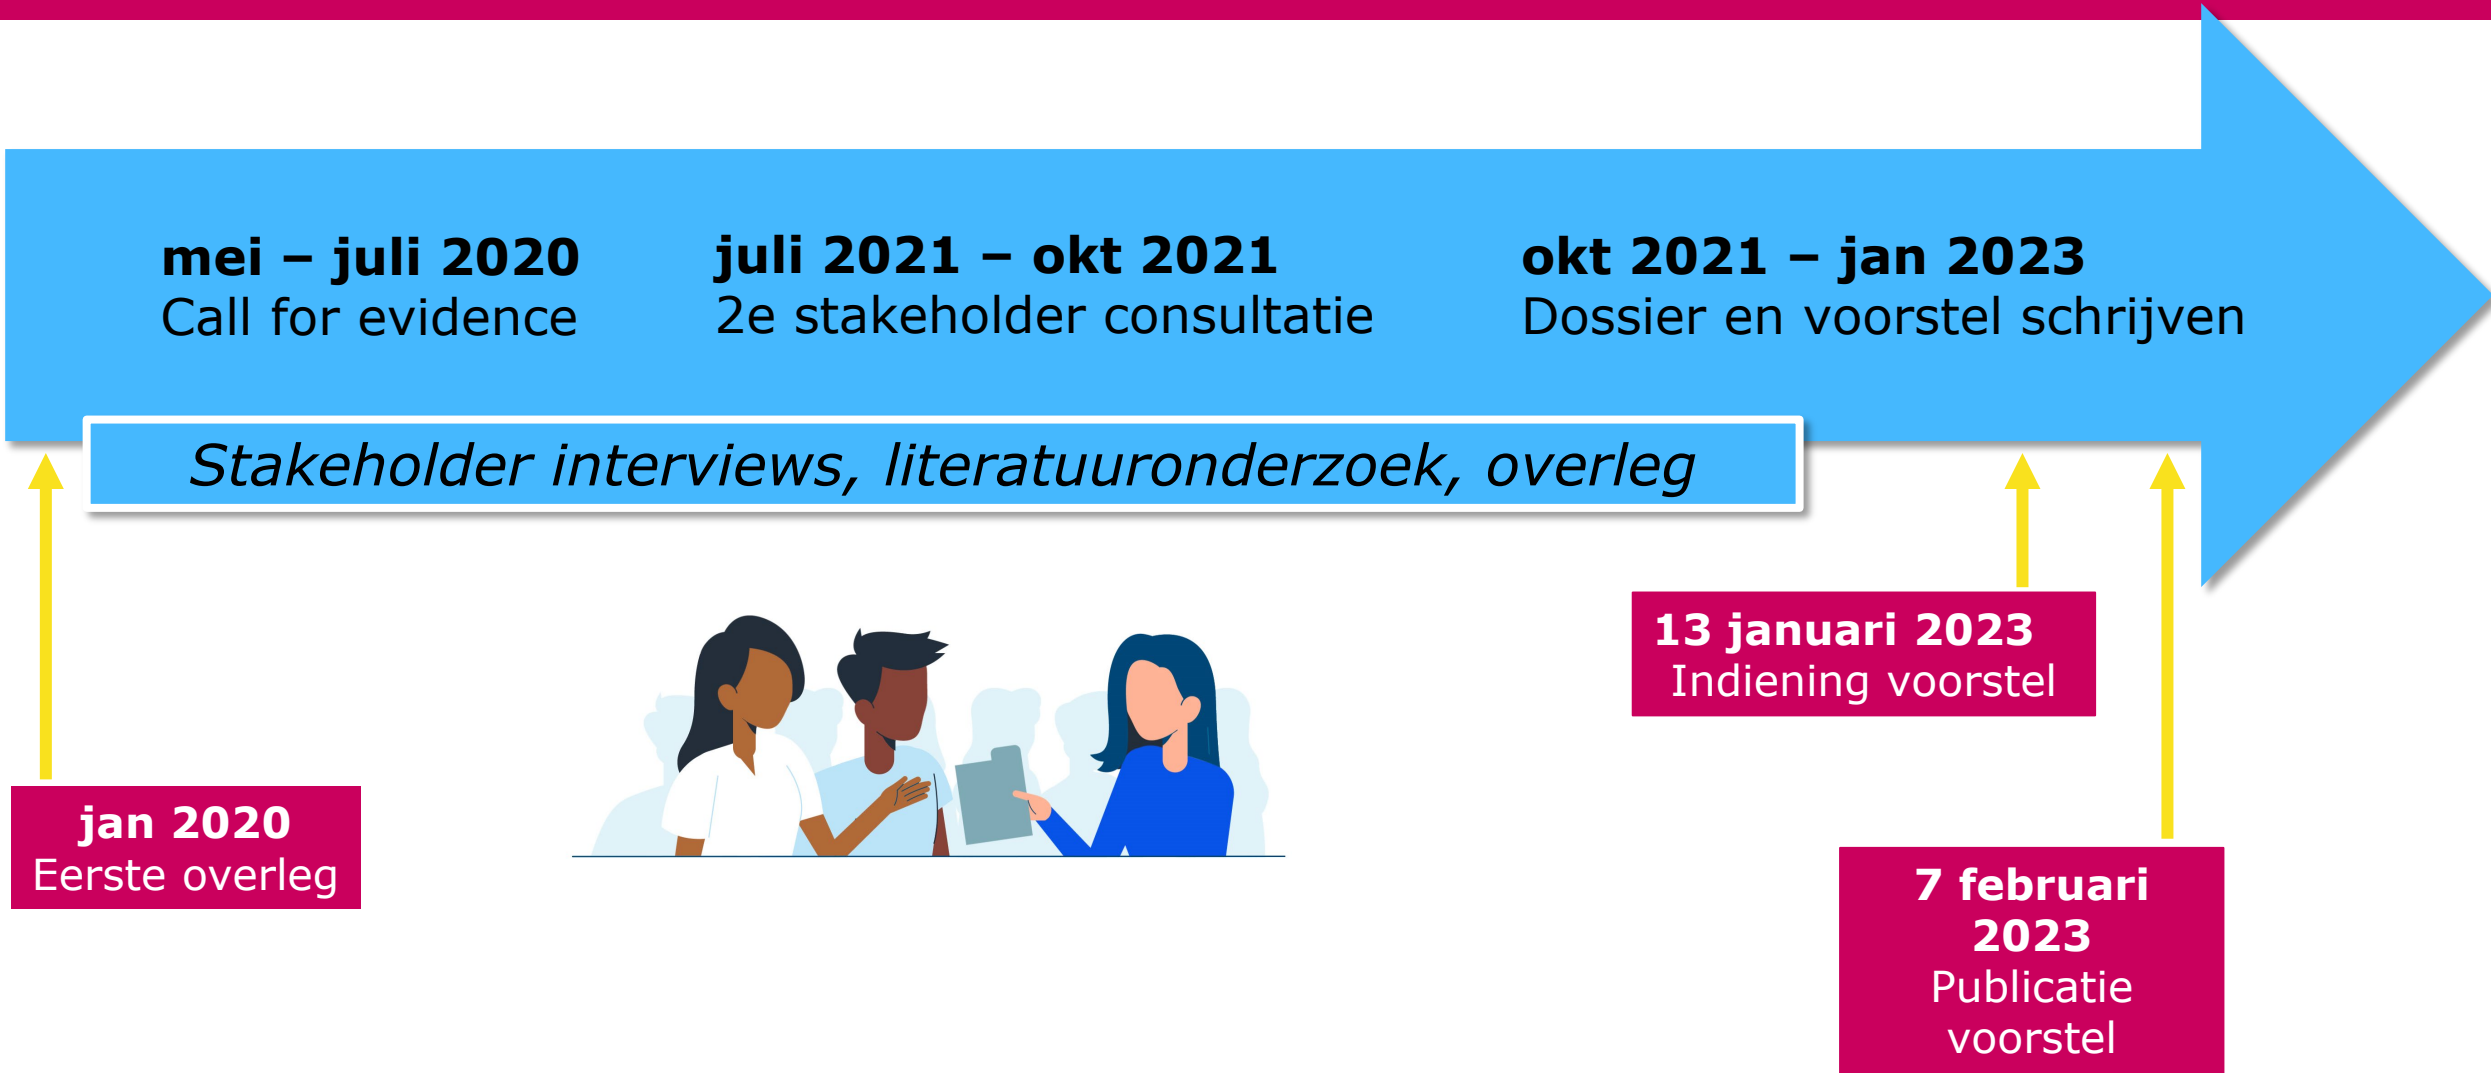 mei – juli 2020
Call for evidence
juli 2021 – okt 2021
2e stakeholder consultatie
okt 2021 – jan 2023
Dossier en voorstel schrijven
Stakeholder interviews, literatuuronderzoek, overleg
jan 2020
Eerste overleg
13 januari 2023
Indiening voorstel
7 februari
2023
Publicatie
voorstel